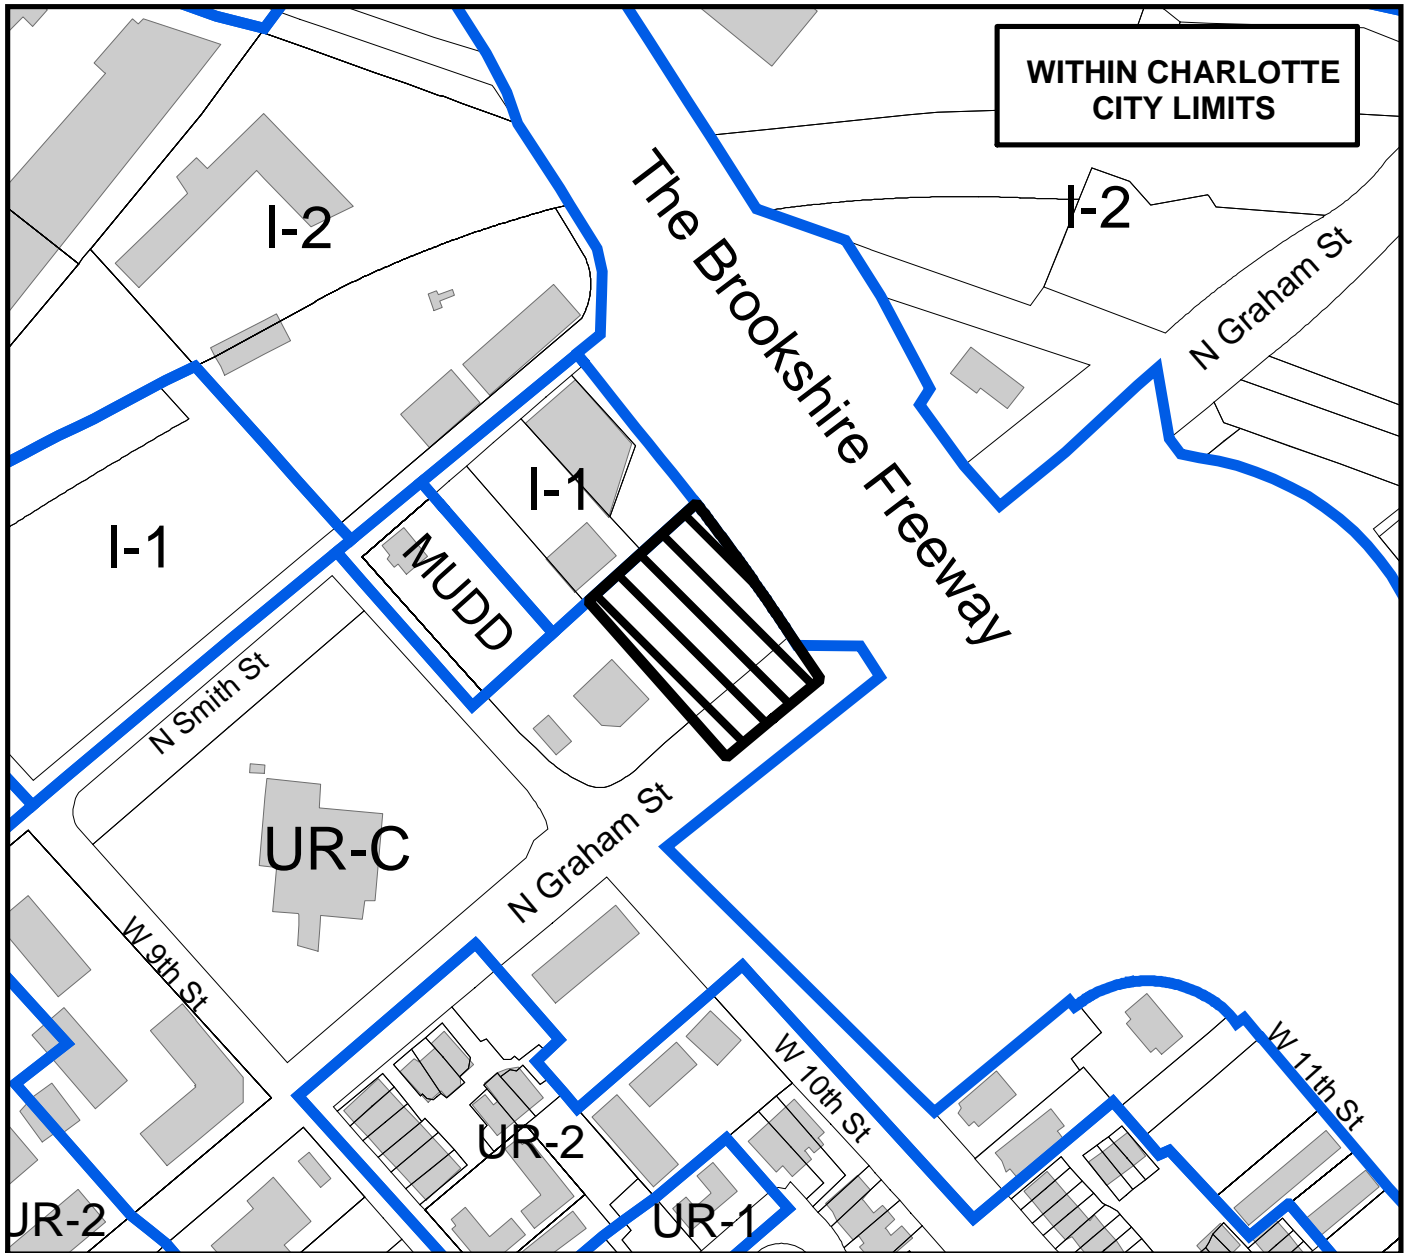 WITHIN CHARLOTTE
CITY LIMITS
I-2
I-2
The Brookshire Freeway
N Graham St
I-1
I-1
MUDD
N Smith St
UR-C
N Graham St
W 9th St
W 10th St
W 11th St
UR-2
UR-2
UR-1